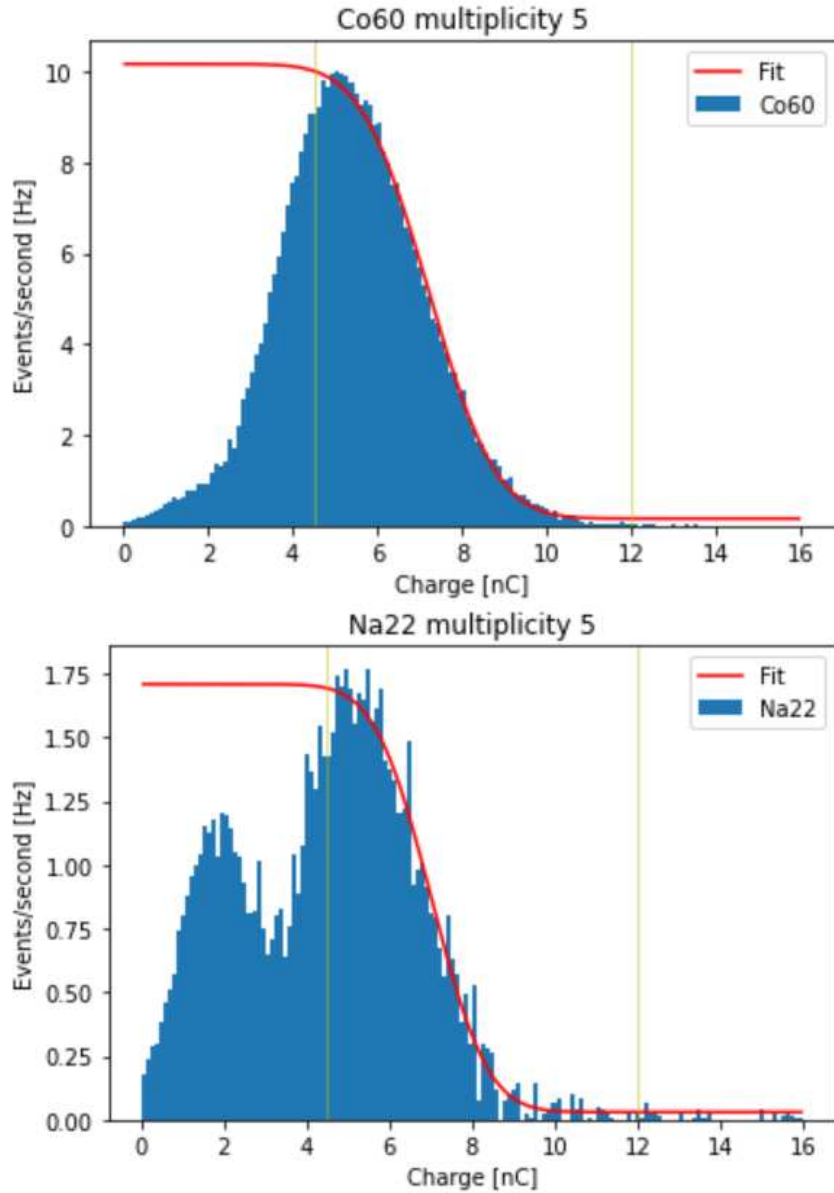 Co60 multiplicity 5
Fit
Co60
10
8
6
4
2
0
Events/second [Hz]
0 2 4 6 8 10 12 14 16
Charge [nC]
Na22 multiplicity 5
Fit
Na22
1.75
1.50
1.25
1.00
0.75
0.50
0.25
0.00
Events/second [Hz]
0 2 4 6 8 10 12 14 16
Charge [nC]